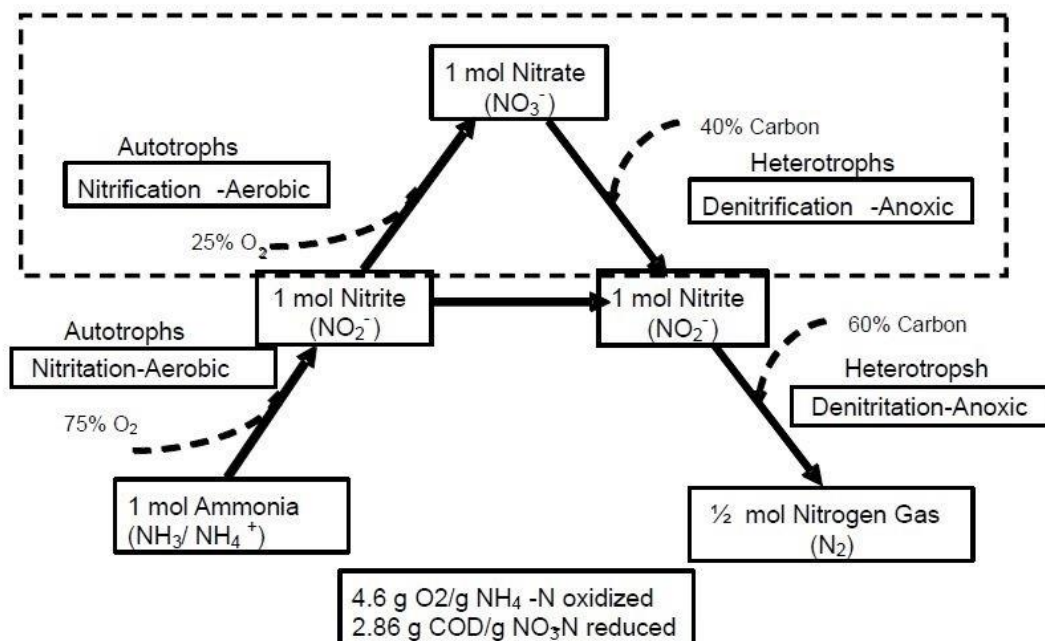 1 mol Nitrate
(NO₃⁻)
40% Carbon
Autotrophs
Nitrification -Aerobic
Heterotrophs
Denitrification -Anoxic
25% O₂
1 mol Nitrite
(NO₂⁻)
1 mol Nitrite
(NO₂⁻)
Autotrophs
Nitritation-Aerobic
60% Carbon
Heterotropsh
Denitritation-Anoxic
75% O₂
1 mol Ammonia
(NH₃/ NH₄⁺)
½ mol Nitrogen Gas
(N₂)
4.6 g O2/g NH₄ -N oxidized
2.86 g COD/g NO₃N reduced